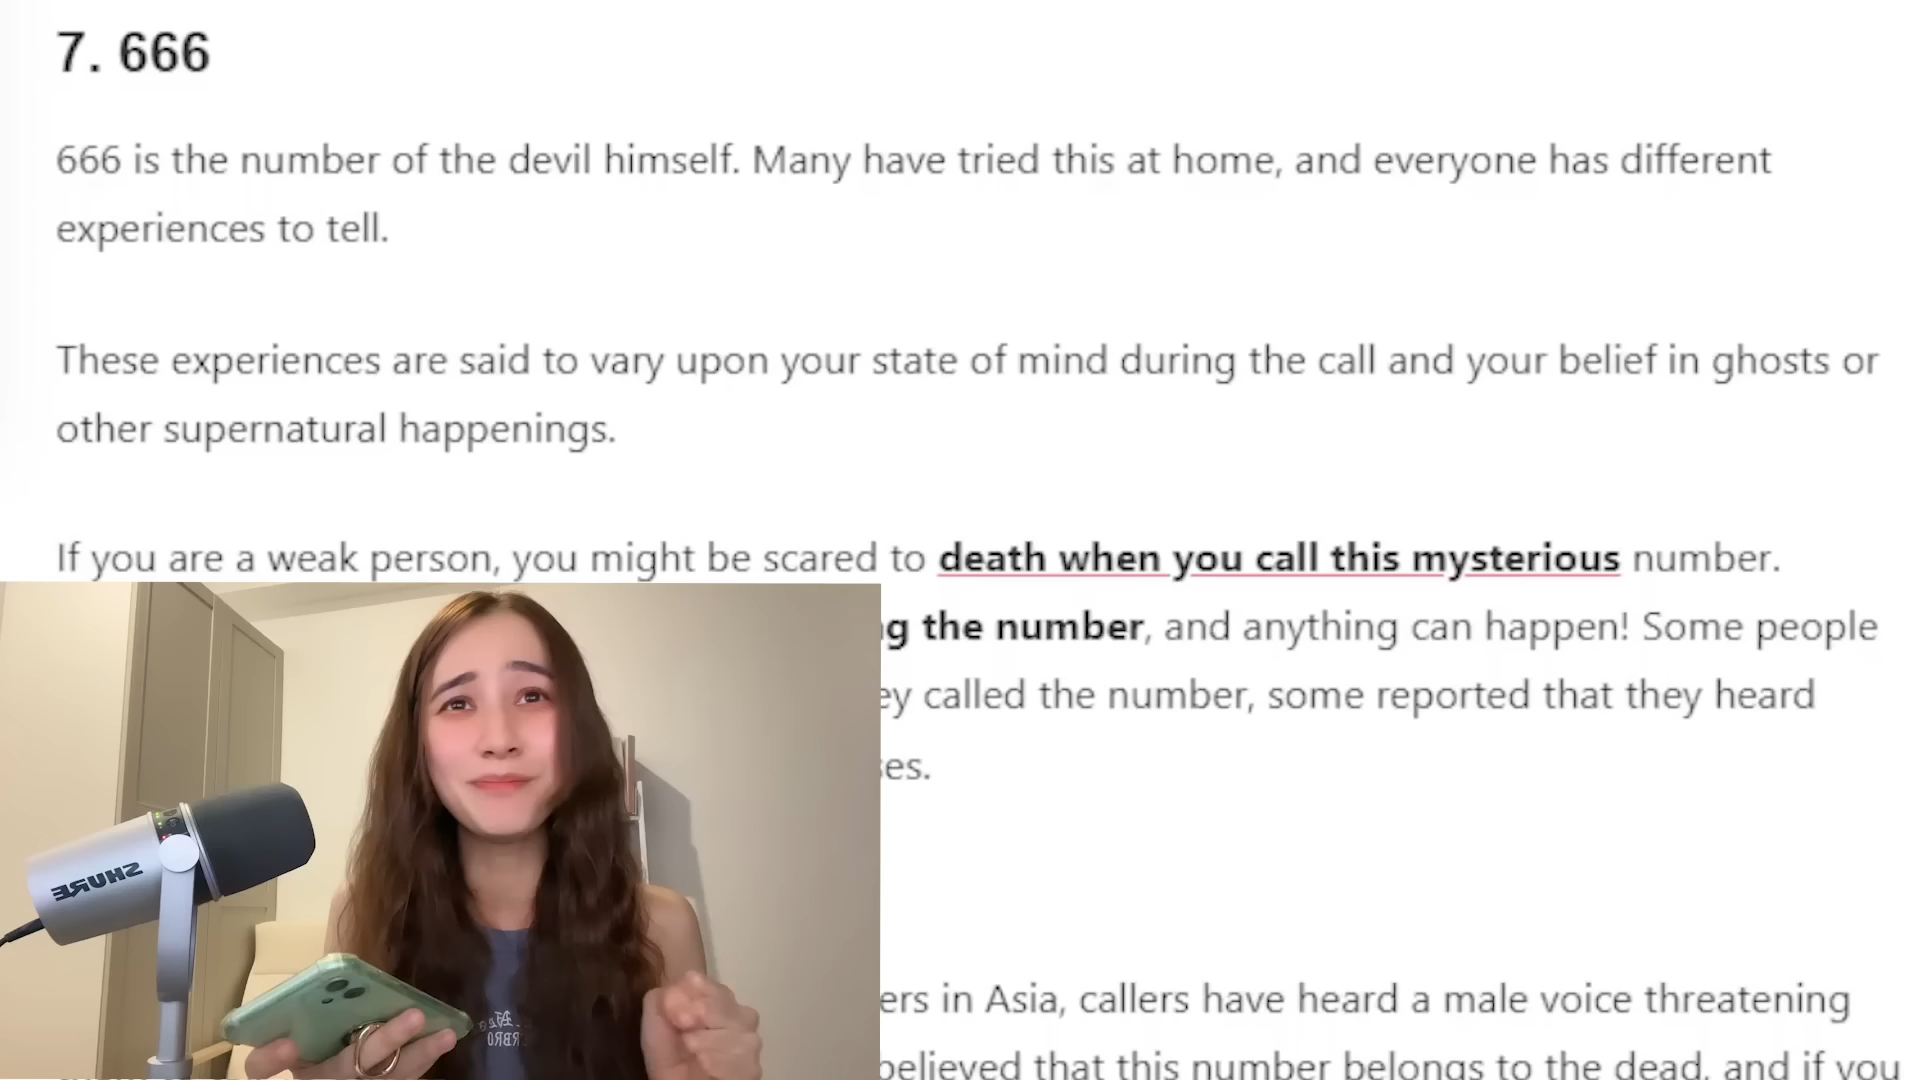 7. 666
666 is the number of the devil himself. Many have tried this at home, and everyone has different
experiences to tell.
These experiences are said to vary upon your state of mind during the call and your belief in ghosts or
other supernatural happenings.
If you are a weak person, you might be scared to death when you call this mysterious number.
the number, and anything can happen! Some people
called the number, some reported that they heard
ers in Asia, callers have heard a male voice threatening
believed that this number belongs to the dead, and if you
SHURE